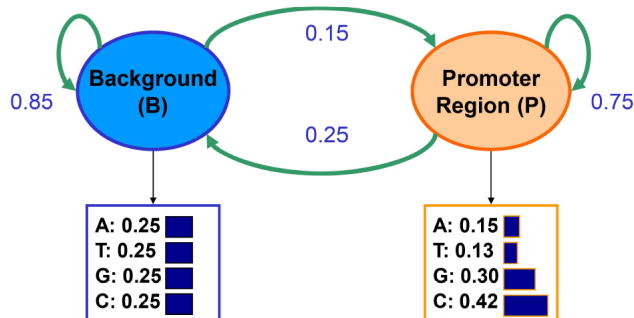 0.15
Background
(B)
Promoter
Region (P)
0.85
0.75
0.25
A: 0.25
T: 0.25
G: 0.25
C: 0.25
A: 0.15
T: 0.13
G: 0.30
C: 0.42